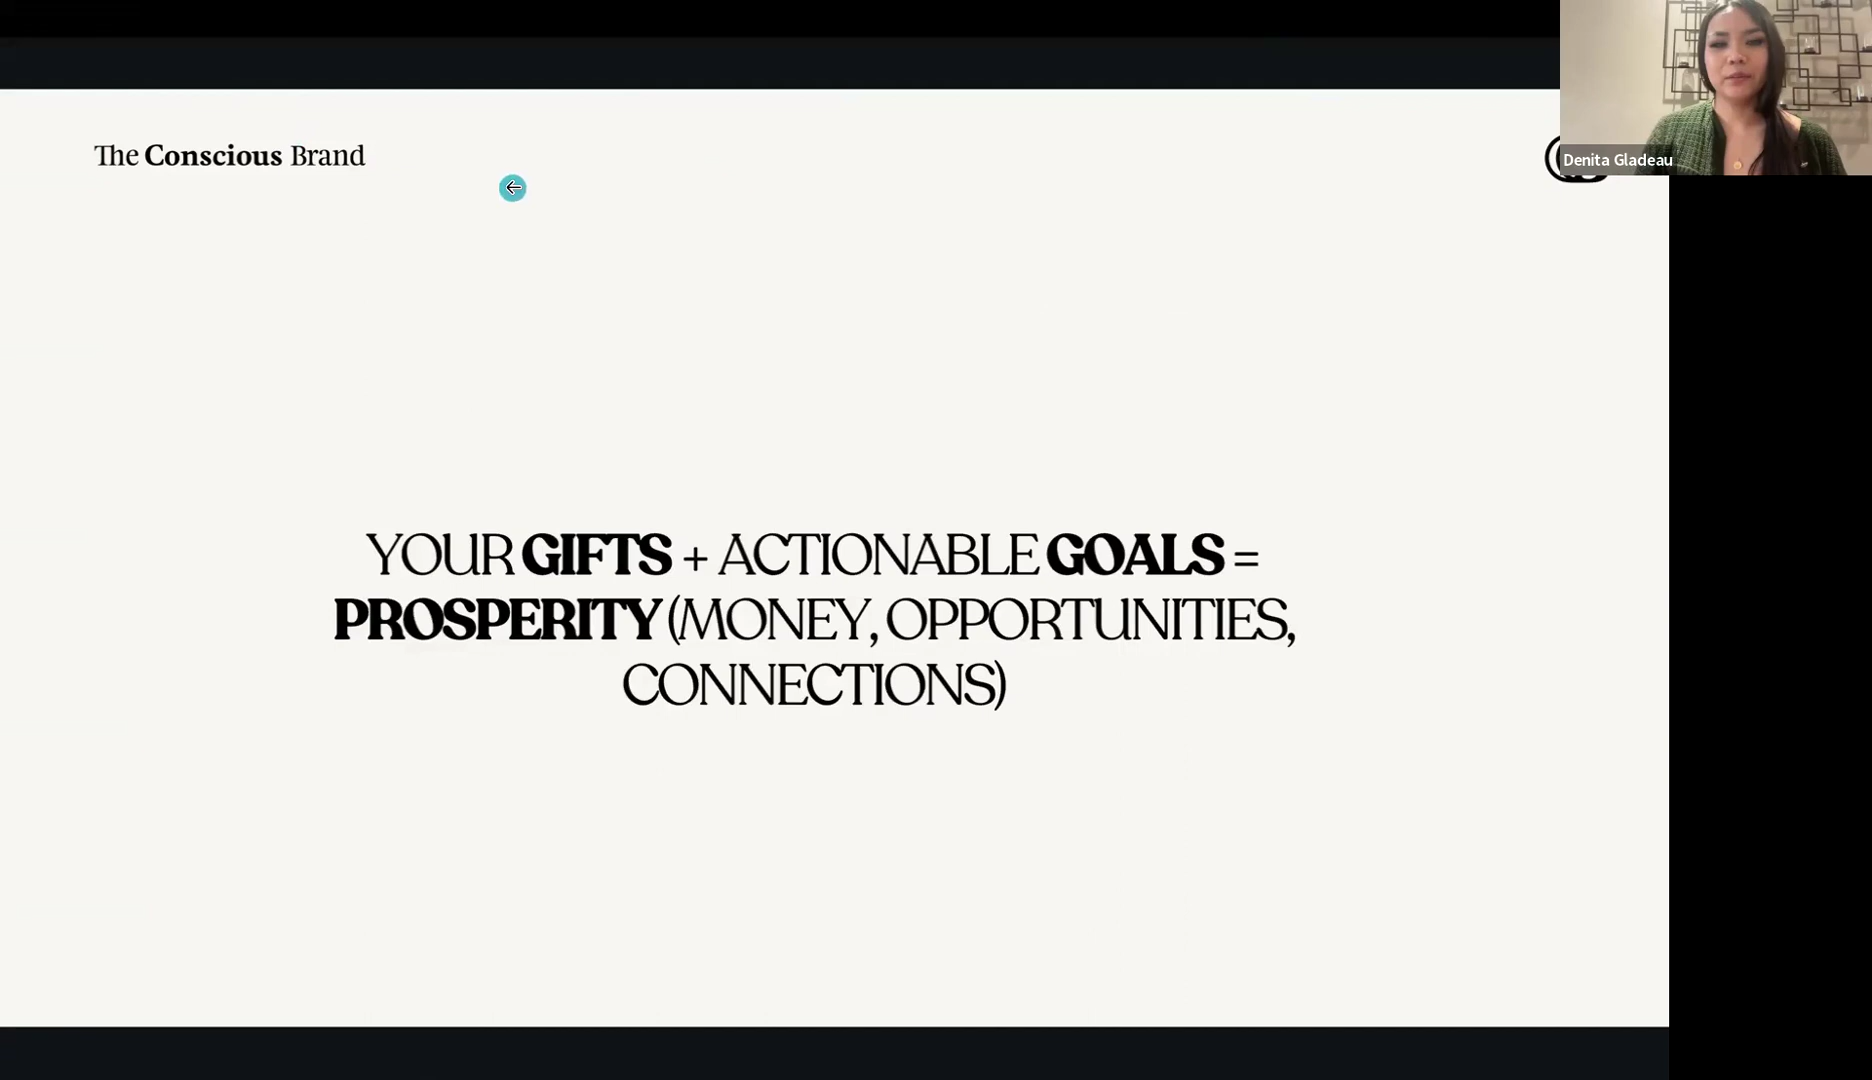 The Conscious Brand
Denita Gladeau
YOUR GIFTS + ACTIONABLE GOALS =
PROSPERITY (MONEY, OPPORTUNITIES,
CONNECTIONS)